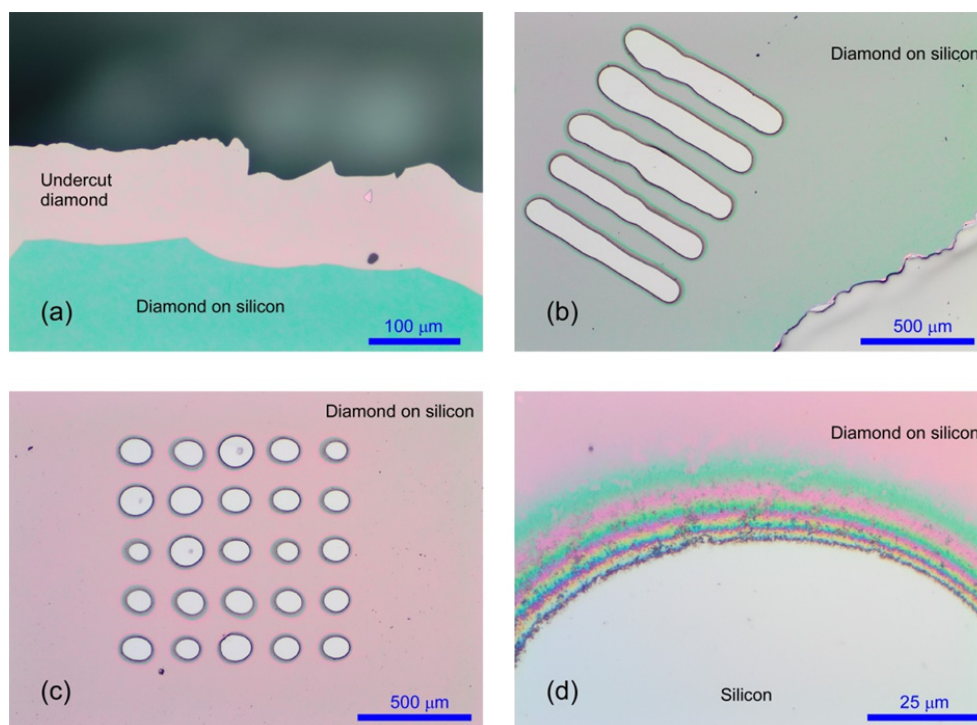 Undercut
diamond
Diamond on silicon
(a)
100 μm
Diamond on silicon
(b)
500 μm
Diamond on silicon
(c)
500 μm
Diamond on silicon
Silicon
(d)
25 μm